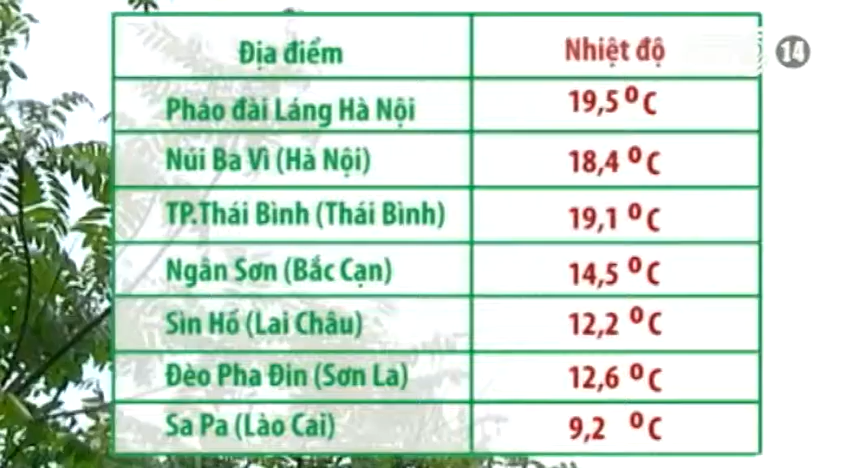 Địa điểm Nhiệt độ 14
Pháo đài Láng Hà Nội 19,5 ⁰C
Núi Ba Vì (Hà Nội) 18,4 ⁰C
TP.Thái Bình (Thái Bình) 19,1 ⁰C
Ngân Sơn (Bắc Cạn) 14,5 ⁰C
Sìn Hồ (Lai Châu) 12,2 ⁰C
Đèo Pha Đin (Sơn La) 12,6 ⁰C
Sa Pa (Lào Cai) 9,2 ⁰C